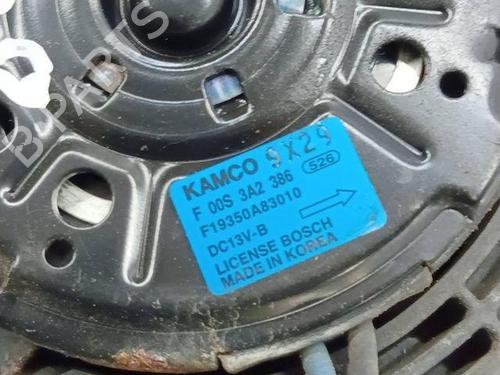 B-PARTS
KAMCO 9X29
F 00S 3A2 386 526
F19350A83010
DC13V-B
LICENSE BOSCH
MADE IN KOREA